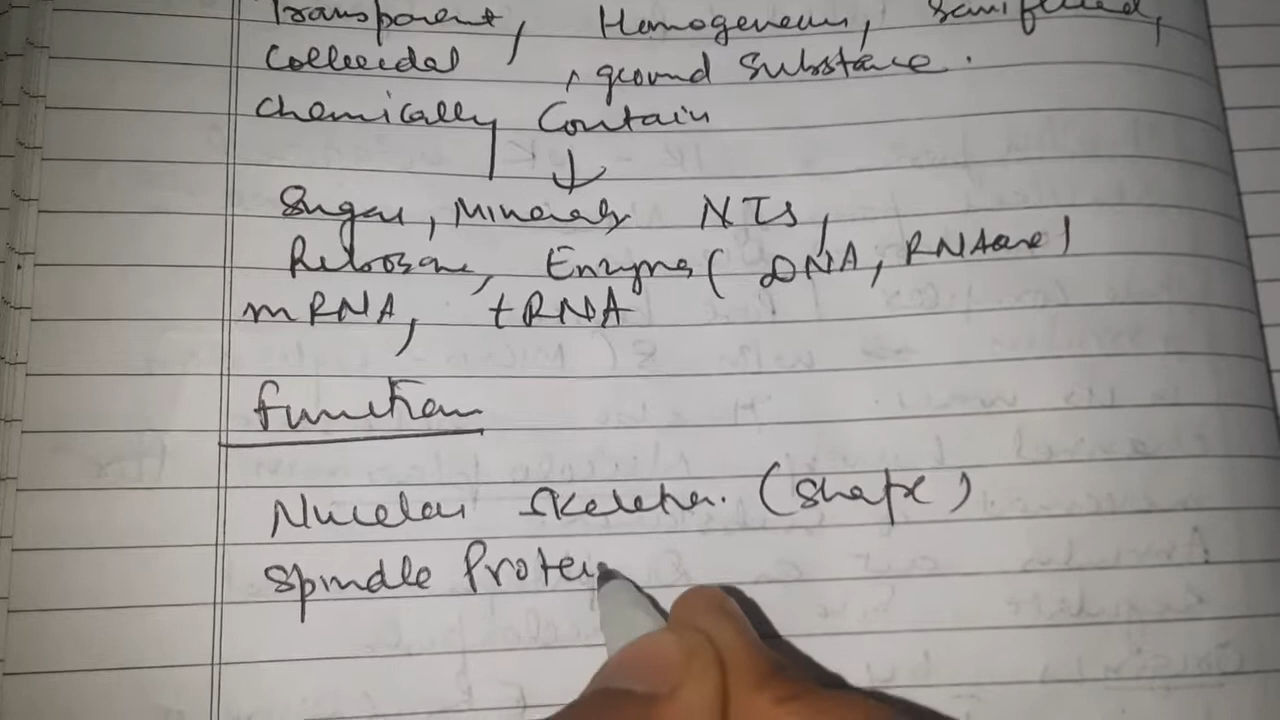 Transparent, Homogeneous, Semifluid,
Colloidal, ground substance.
Chemically Contain
Sugar, Minerals NTs,
Ribosome, Enzyme (DNA, RNAase)
mRNA, tRNA
function
Nuclear skeleton. (shape)
Spindle Protei